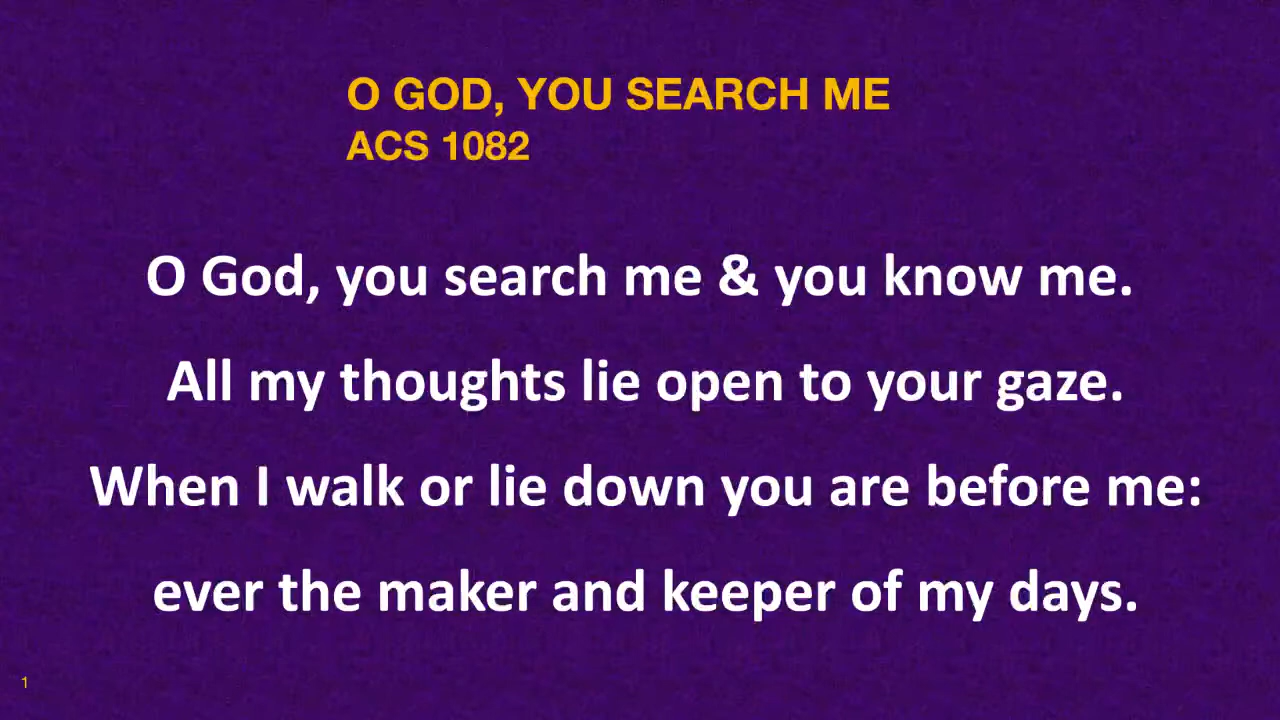 O GOD, YOU SEARCH ME
ACS 1082
O God, you search me & you know me.
All my thoughts lie open to your gaze.
When I walk or lie down you are before me:
ever the maker and keeper of my days.
1